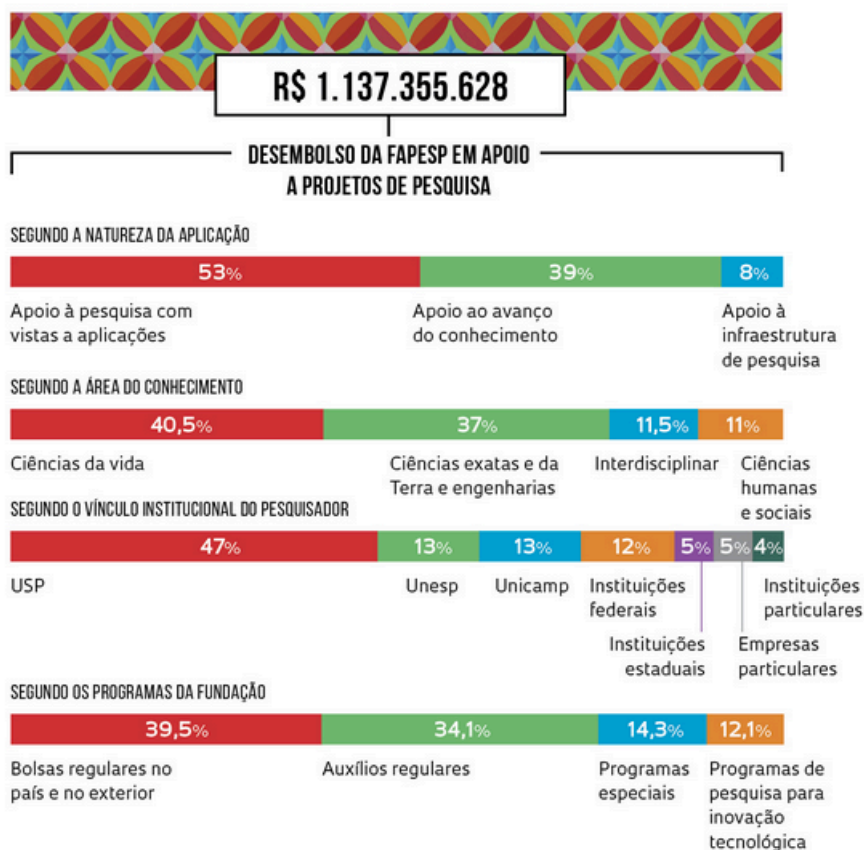 R$ 1.137.355.628
DESEMBOLSO DA FAPESP EM APOIO
A PROJETOS DE PESQUISA
SEGUNDO A NATUREZA DA APLICAÇÃO
53% 39% 8%
Apoio à pesquisa com
vistas a aplicações
Apoio ao avanço
do conhecimento
Apoio à
infraestrutura
de pesquisa
SEGUNDO A ÁREA DO CONHECIMENTO
40,5% 37% 11,5% 11%
Ciências da vida
Ciências exatas e da
Terra e engenharias
Interdisciplinar
Ciências
humanas
e sociais
SEGUNDO O VÍNCULO INSTITUCIONAL DO PESQUISADOR
47% 13% 13% 12% 5% 5% 4%
USP
Unesp
Unicamp
Instituições
federais
Instituições
estaduais
Empresas
particulares
Instituições
particulares
SEGUNDO OS PROGRAMAS DA FUNDAÇÃO
39,5% 34,1% 14,3% 12,1%
Bolsas regulares no
país e no exterior
Auxílios regulares
Programas
especiais
Programas de
pesquisa para
inovação
tecnológica